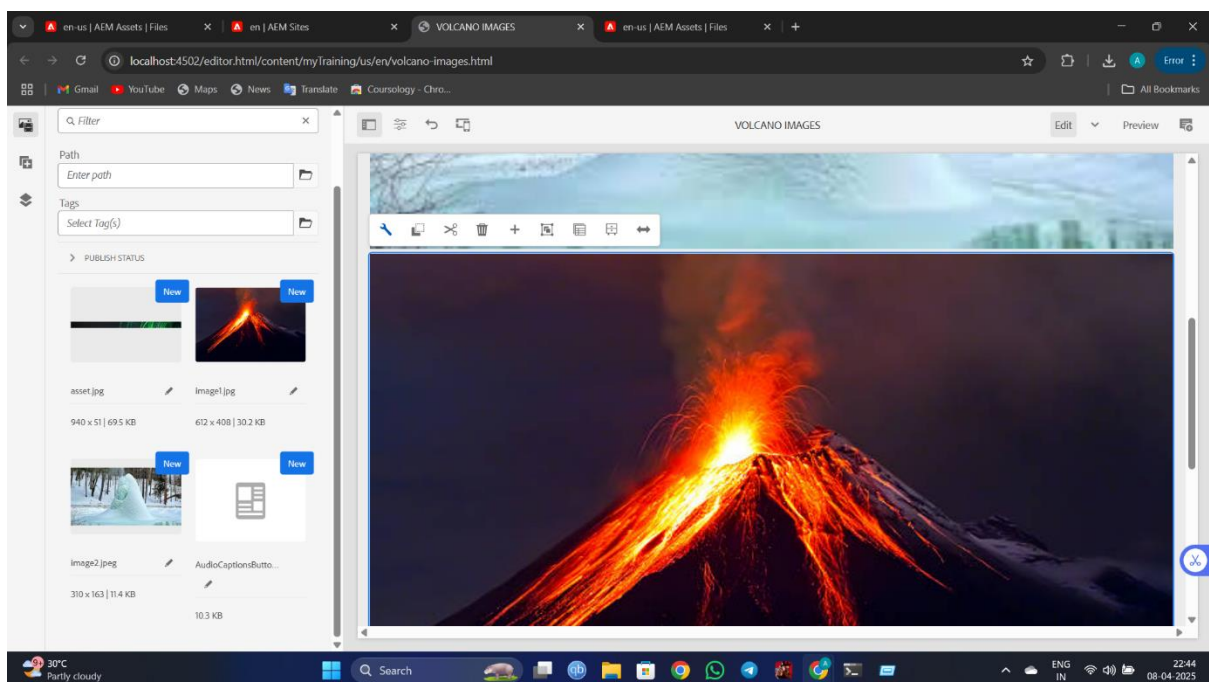 en-us | AEM Assets | Files
en | AEM Sites
VOLCANO IMAGES
en-us | AEM Assets | Files
localhost:4502/editor.html/content/myTraining/us/en/volcano-images.html
A
Error
Gmail
YouTube
Maps
News
Translate
Coursology - Chro...
All Bookmarks
Filter
VOLCANO IMAGES
Edit
Preview
Path
Enter path
Tags
Select Tag(s)
PUBLISH STATUS
New
New
asset.jpg
image1.jpg
940 x 51 | 69.5 KB
612 x 408 | 30.2 KB
New
New
image2.jpeg
AudioCaptionsButto...
310 x 163 | 11.4 KB
10.3 KB
9+
30°C
Partly cloudy
Search
qb
ENG
IN
22:44
08-04-2025